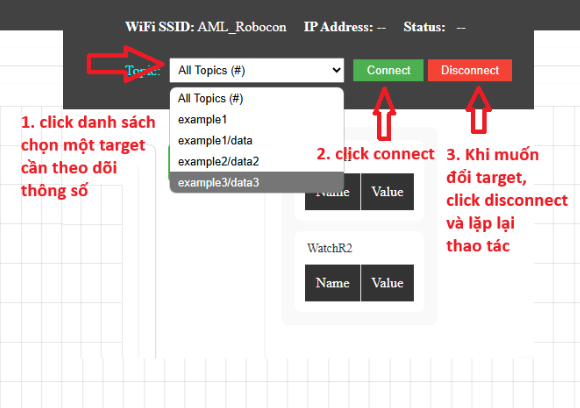 WiFi SSID: AML_Robocon IP Address: -- Status: --
Topic: All Topics (#) Connect Disconnect
All Topics (#)
example1
example1/data
example2/data2
example3/data3
1. click danh sách
chọn một target
cần theo dõi
thông số
2. click connect
3. Khi muốn
đổi target,
click disconnect
và lặp lại
thao tác
Name Value
WatchR2
Name Value